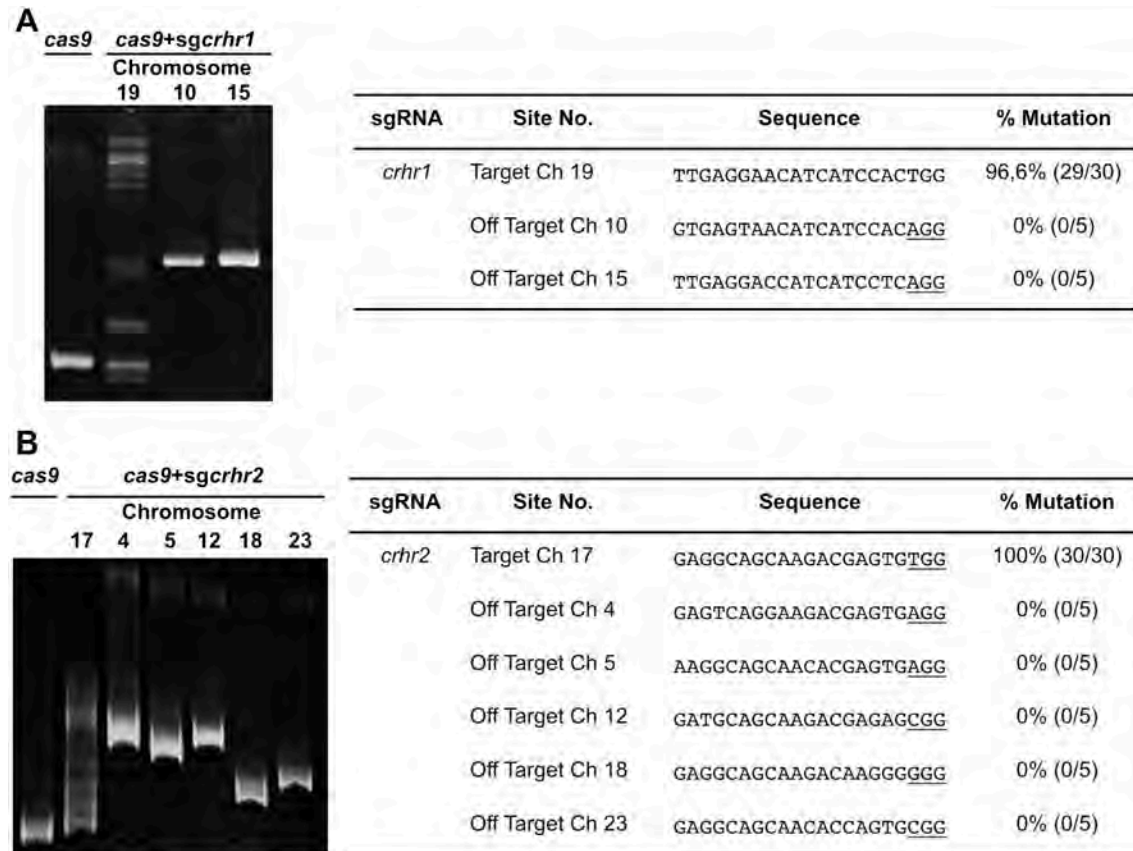 A
cas9 cas9+sgcrhr1
Chromosome
19 10 15
sgRNA Site No. Sequence % Mutation
crhr1 Target Ch 19 TTGAGGAACATCATCCACTGG 96,6% (29/30)
Off Target Ch 10 GTGAGTAACATCATCCACAGG 0% (0/5)
Off Target Ch 15 TTGAGGACCATCATCCTCAGG 0% (0/5)
B
cas9 cas9+sgcrhr2
Chromosome
17 4 5 12 18 23
sgRNA Site No. Sequence % Mutation
crhr2 Target Ch 17 GAGGCAGCAAGACGAGTGTGG 100% (30/30)
Off Target Ch 4 GAGTCAGGAAGACGAGTGAGG 0% (0/5)
Off Target Ch 5 AAGGCAGCAACACGAGTGAGG 0% (0/5)
Off Target Ch 12 GATGCAGCAAGACGAGAGCGG 0% (0/5)
Off Target Ch 18 GAGGCAGCAAGACAAGGGGGG 0% (0/5)
Off Target Ch 23 GAGGCAGCAACACCAGTGCGG 0% (0/5)